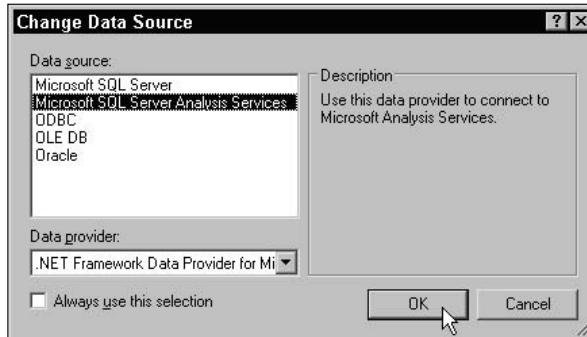 Change Data Source
Data source:
Microsoft SQL Server
Microsoft SQL Server Analysis Services
ODBC
OLE DB
Oracle
Description
Use this data provider to connect to
Microsoft Analysis Services.
Data provider:
.NET Framework Data Provider for Mi
Always use this selection
OK
Cancel